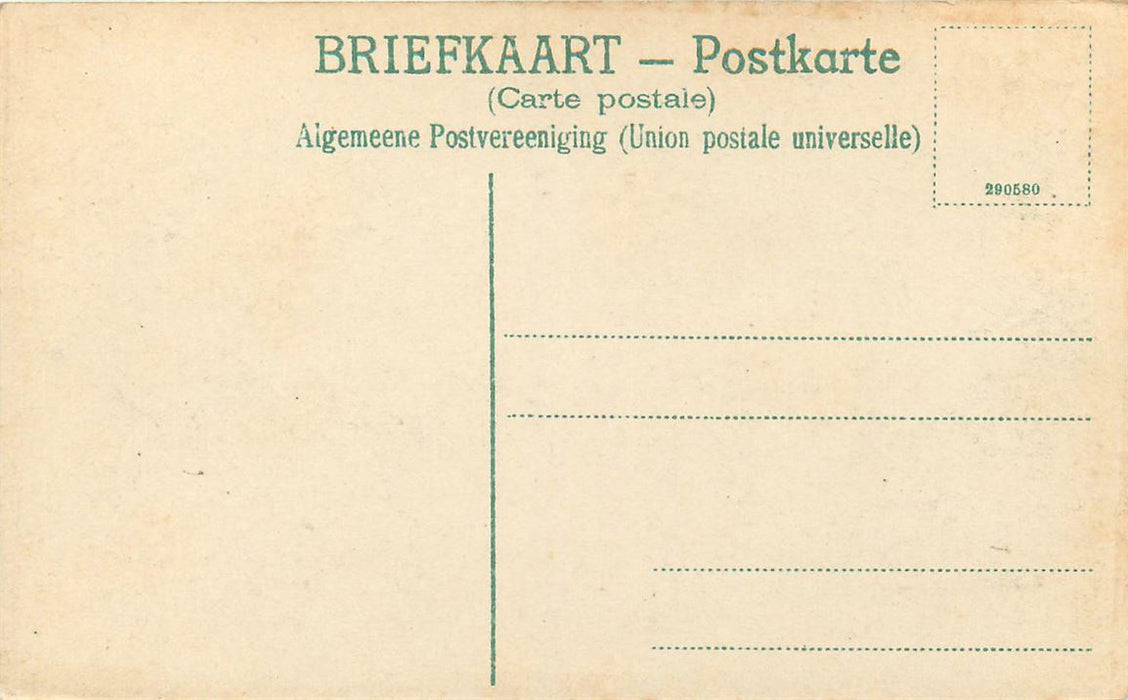 BRIEFKAART — Postkarte
(Carte postale)
Algemeene Postvereeniging (Union postale universelle)
290580